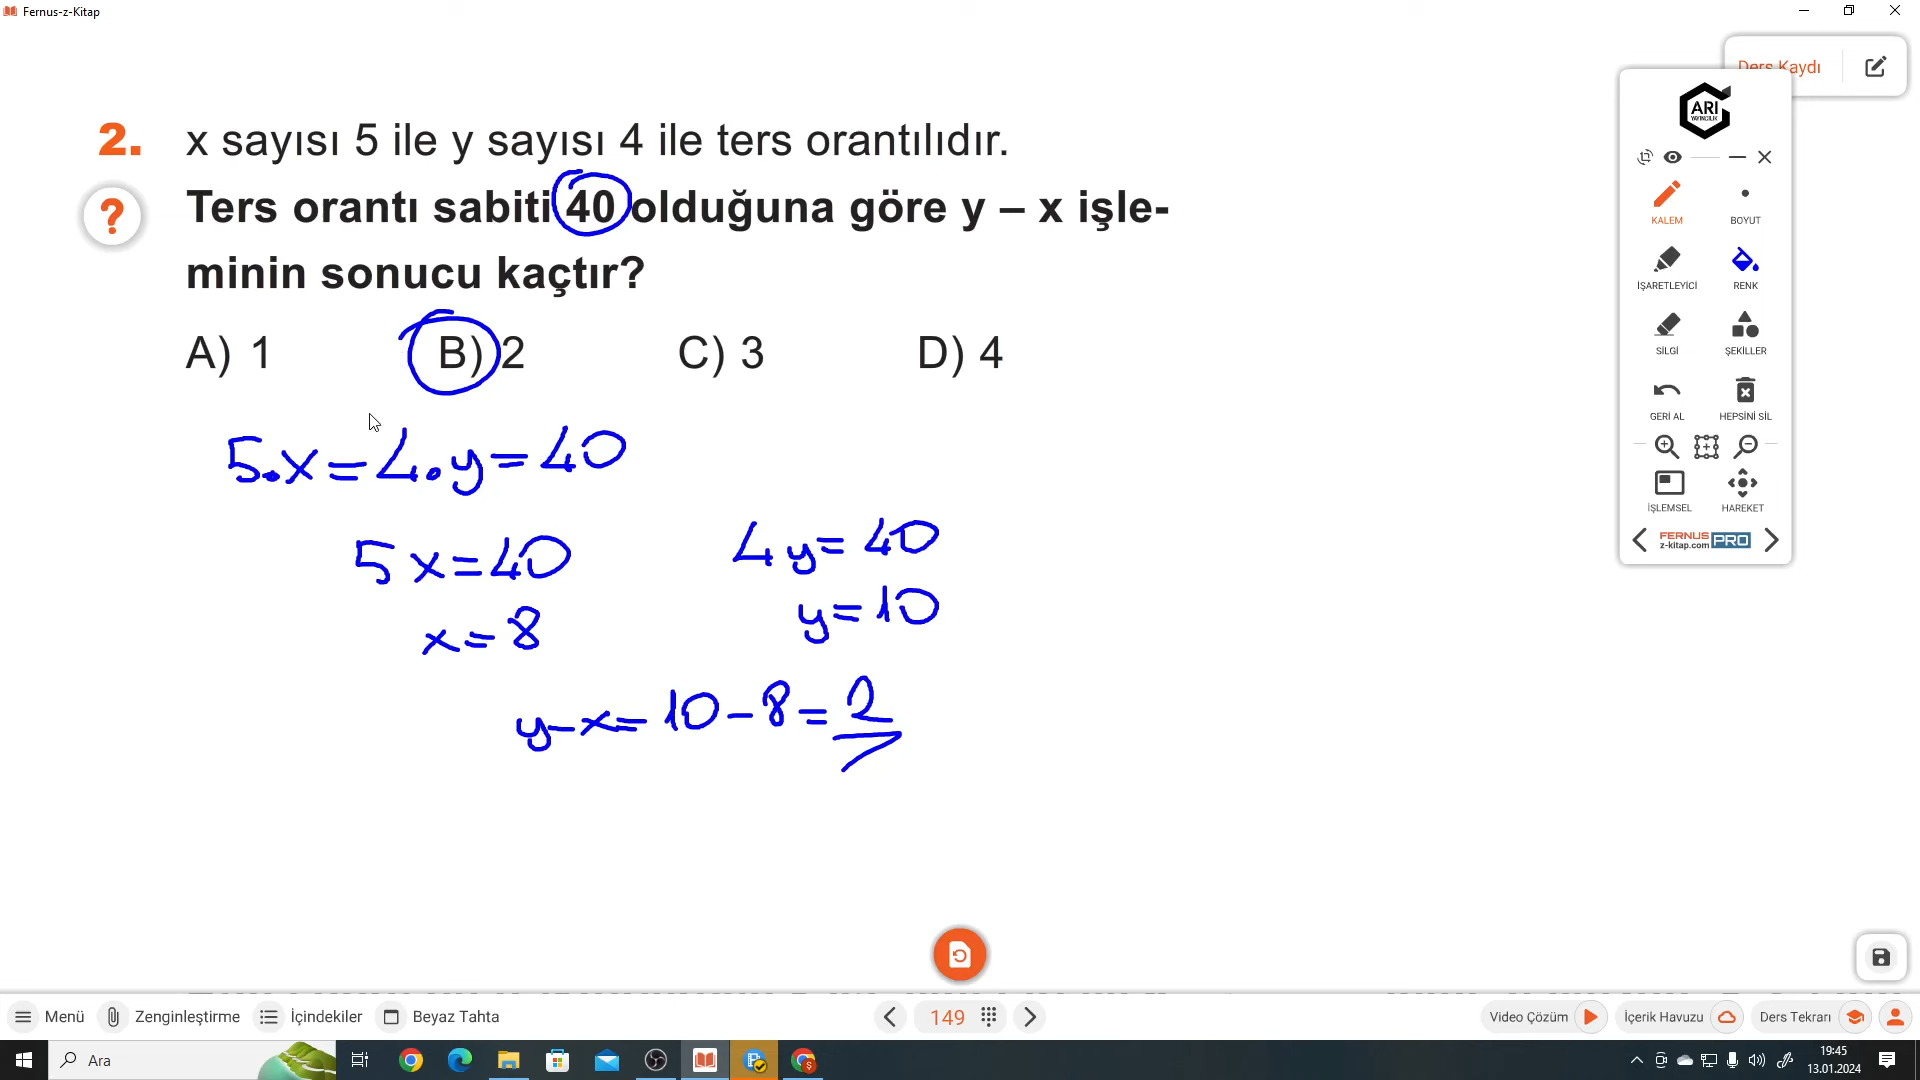 Fernus-z-Kitap
Ders Kaydı
ARI
YAYINCILIK
2. x sayısı 5 ile y sayısı 4 ile ters orantılıdır.
? Ters orantı sabiti 40 olduğuna göre y – x işle-
minin sonucu kaçtır?
A) 1 B) 2 C) 3 D) 4
5.x=4.y=40
5x=40 4y=40
x=8 y=10
y-x=10-8=2
KALEM BOYUT
İŞARETLEYİCİ RENK
SİLGİ ŞEKİLLER
GERİ AL HEPSİNİ SİL
İŞLEMSEL HAREKET
FERNUS
z-kitap.com PRO
Menü Zenginleştirme İçindekiler Beyaz Tahta 149 Video Çözüm İçerik Havuzu Ders Tekrarı
Ara 19:45
13.01.2024